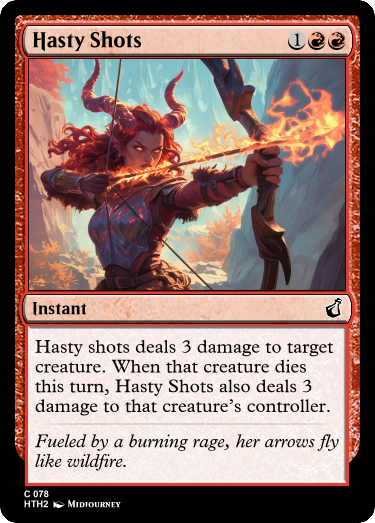 Hasty Shots 1
Instant
Hasty shots deals 3 damage to target
creature. When that creature dies
this turn, Hasty Shots also deals 3
damage to that creature's controller.
Fueled by a burning rage, her arrows fly
like wildfire.
C 078
HTH2 Midjourney